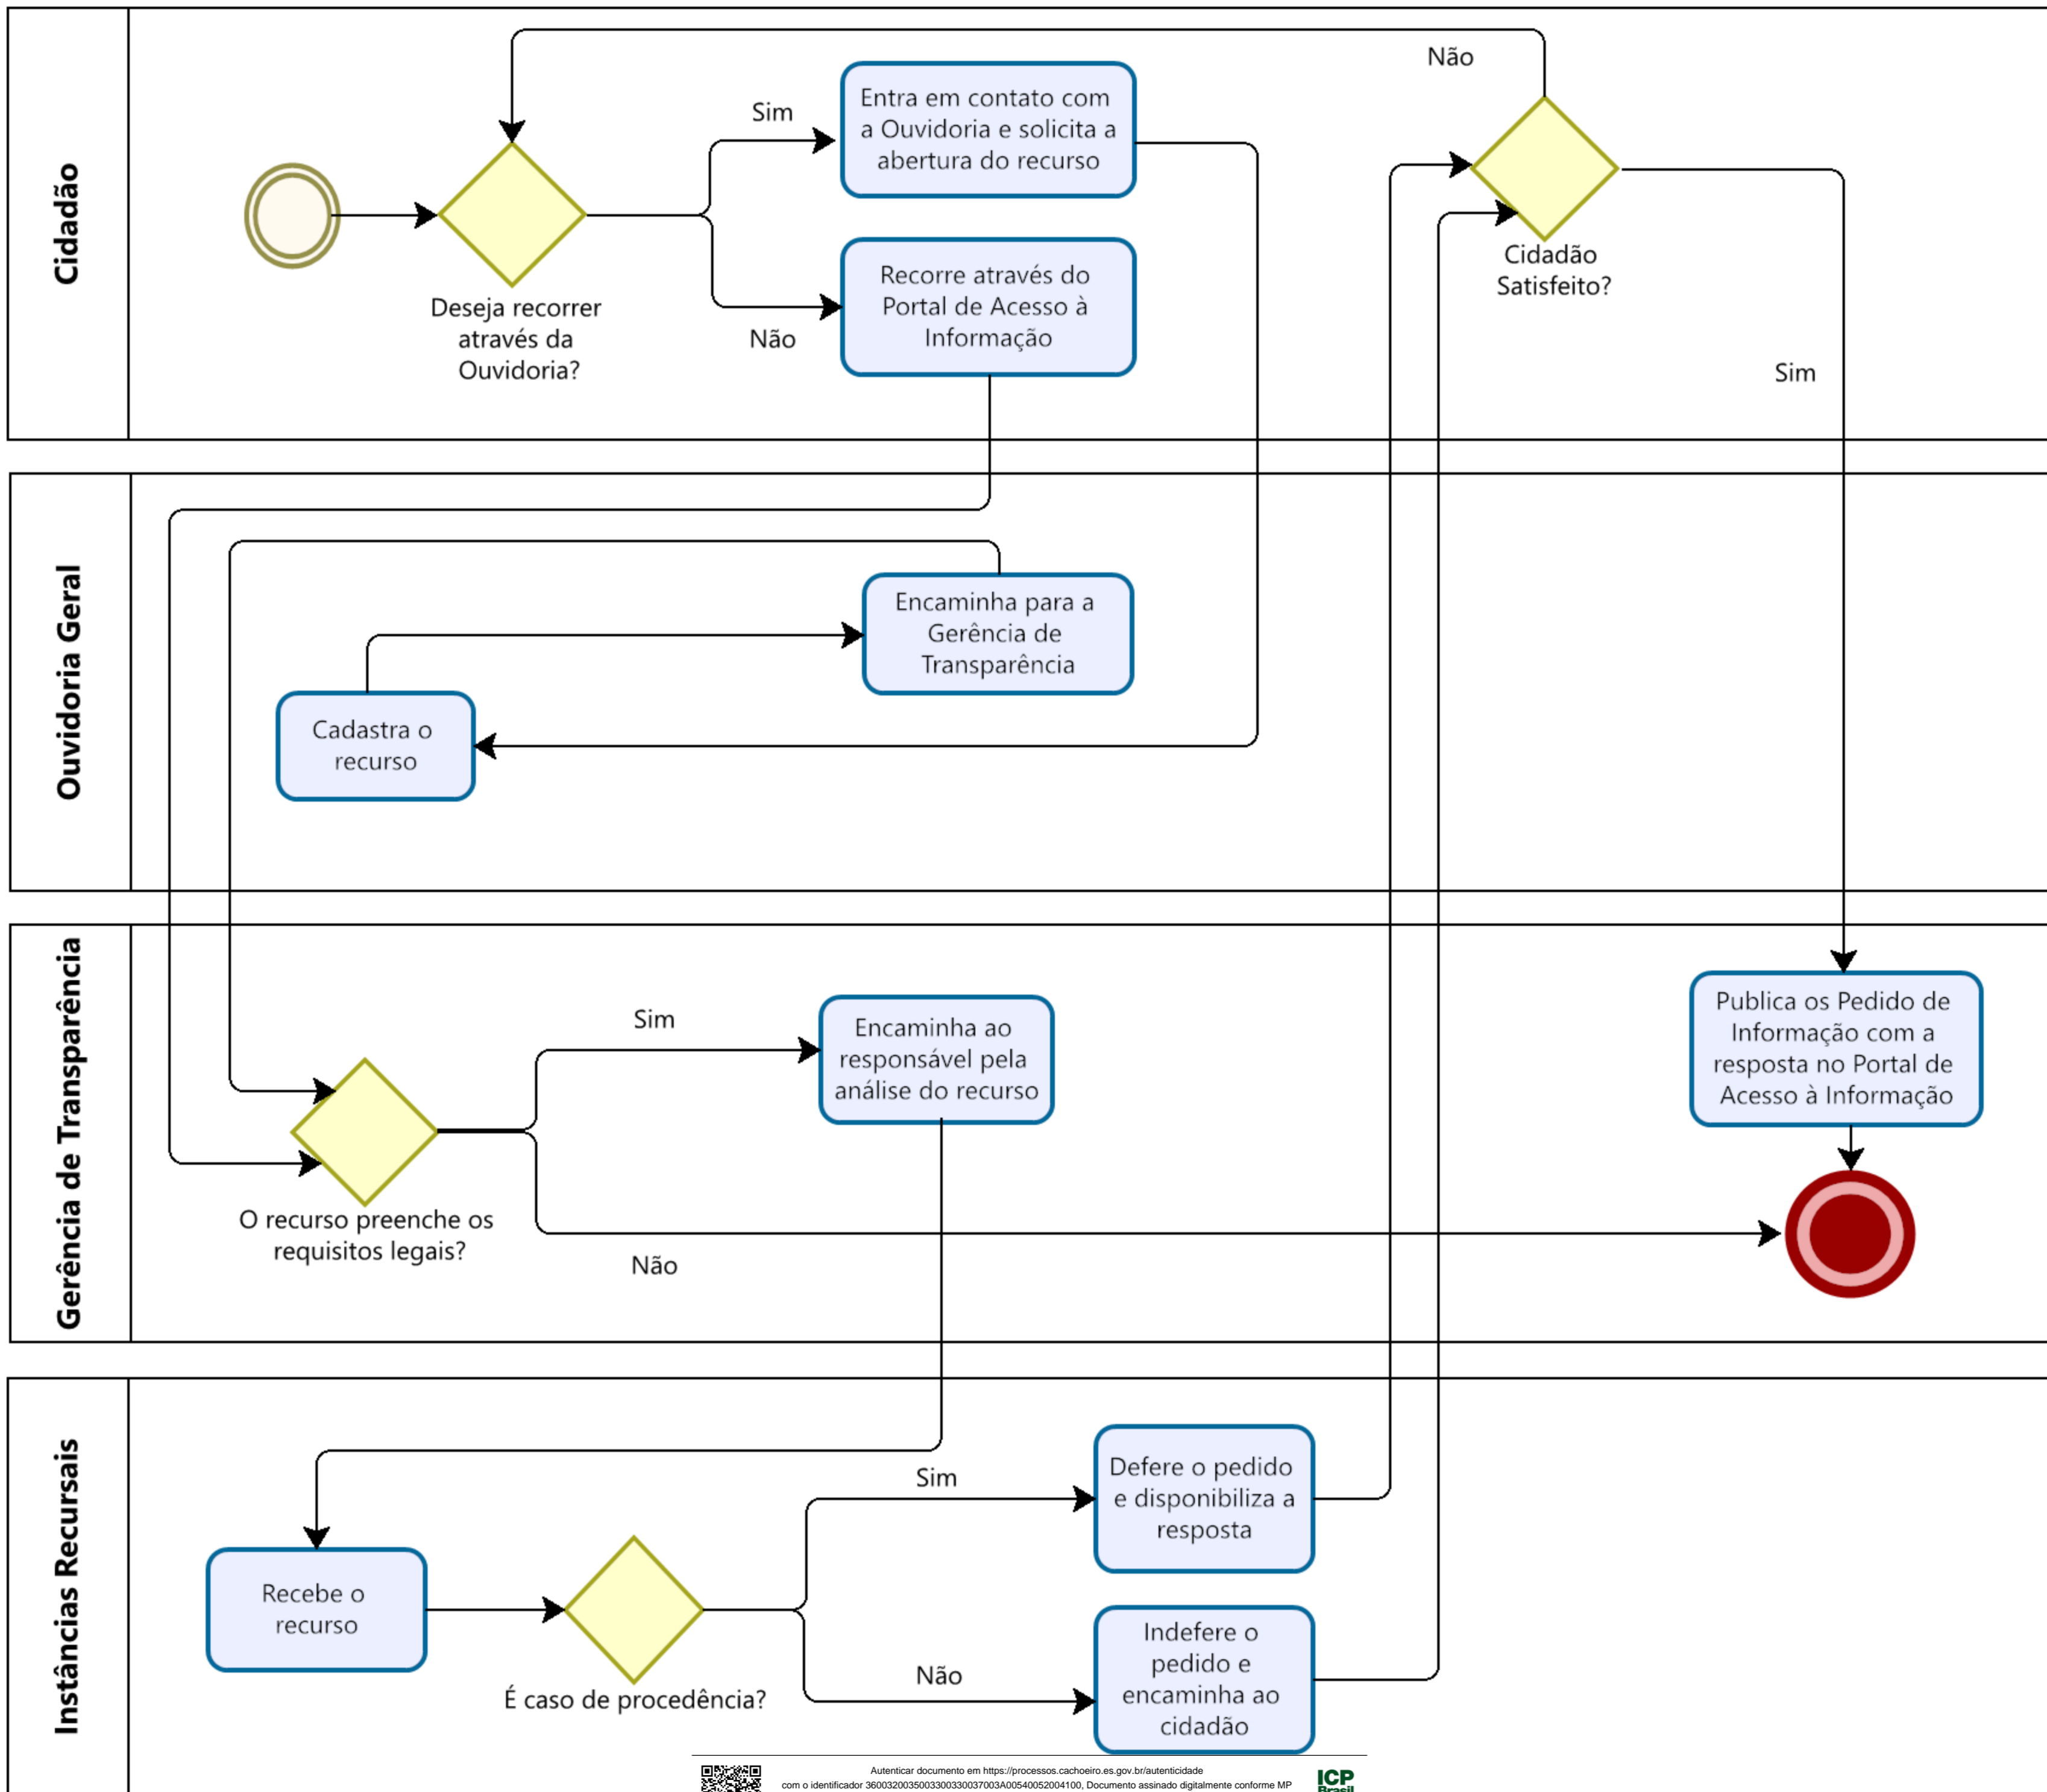 Cidadão
Não
Sim
Entra em contato com
a Ouvidoria e solicita a
abertura do recurso
Deseja recorrer
através da
Ouvidoria?
Não
Recorre através do
Portal de Acesso à
Informação
Cidadão
Satisfeito?
Sim
Ouvidoria Geral
Encaminha para a
Gerência de
Transparência
Cadastra o
recurso
Gerência de Transparência
Sim
Encaminha ao
responsável pela
análise do recurso
Publica os Pedido de
Informação com a
resposta no Portal de
Acesso à Informação
O recurso preenche os
requisitos legais?
Não
Instâncias Recursais
Recebe o
recurso
É caso de procedência?
Sim
Defere o pedido
e disponibiliza a
resposta
Não
Indefere o
pedido e
encaminha ao
cidadão
Autenticar documento em https://processos.cachoeiro.es.gov.br/autenticidade
com o identificador 360032003500330033003700​3A00540052004100, Documento assinado digitalmente conforme MP
ICP
Brasil